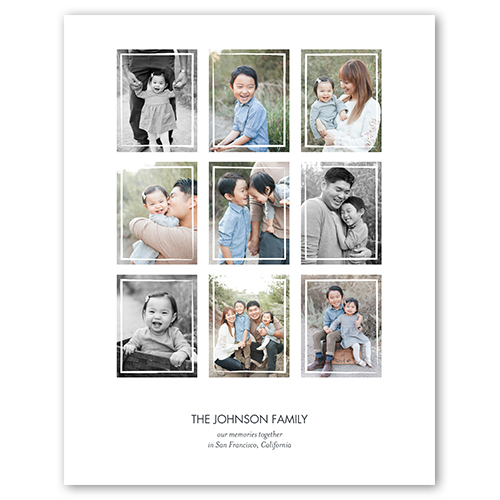 THE JOHNSON FAMILY
our memories together
in San Francisco, California